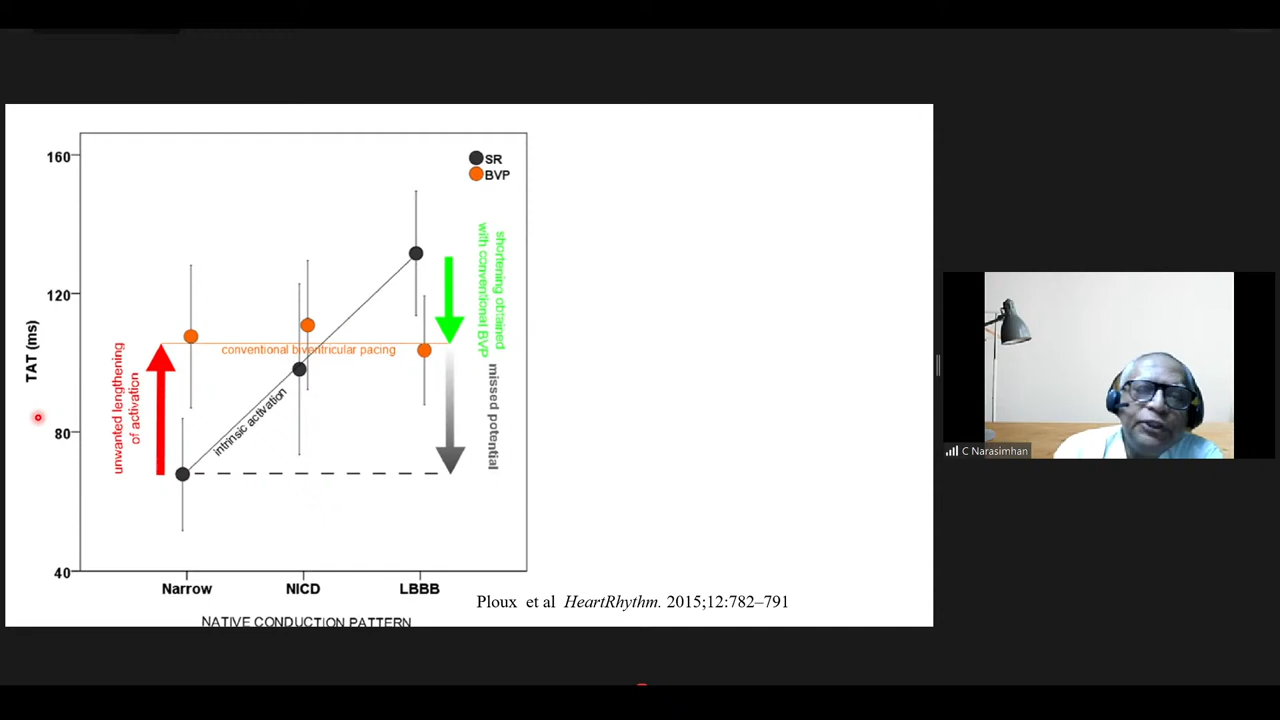 160
120
80
40
TAT (ms)
SR
BVP
unwanted lengthening
of activation
conventional biventricular pacing
intrinsic activation
shortening obtained
with conventional BVP
missed potential
Narrow
NICD
LBBB
NATIVE CONDUCTION PATTERN
Ploux et al HeartRhythm. 2015;12:782–791
C Narasimhan